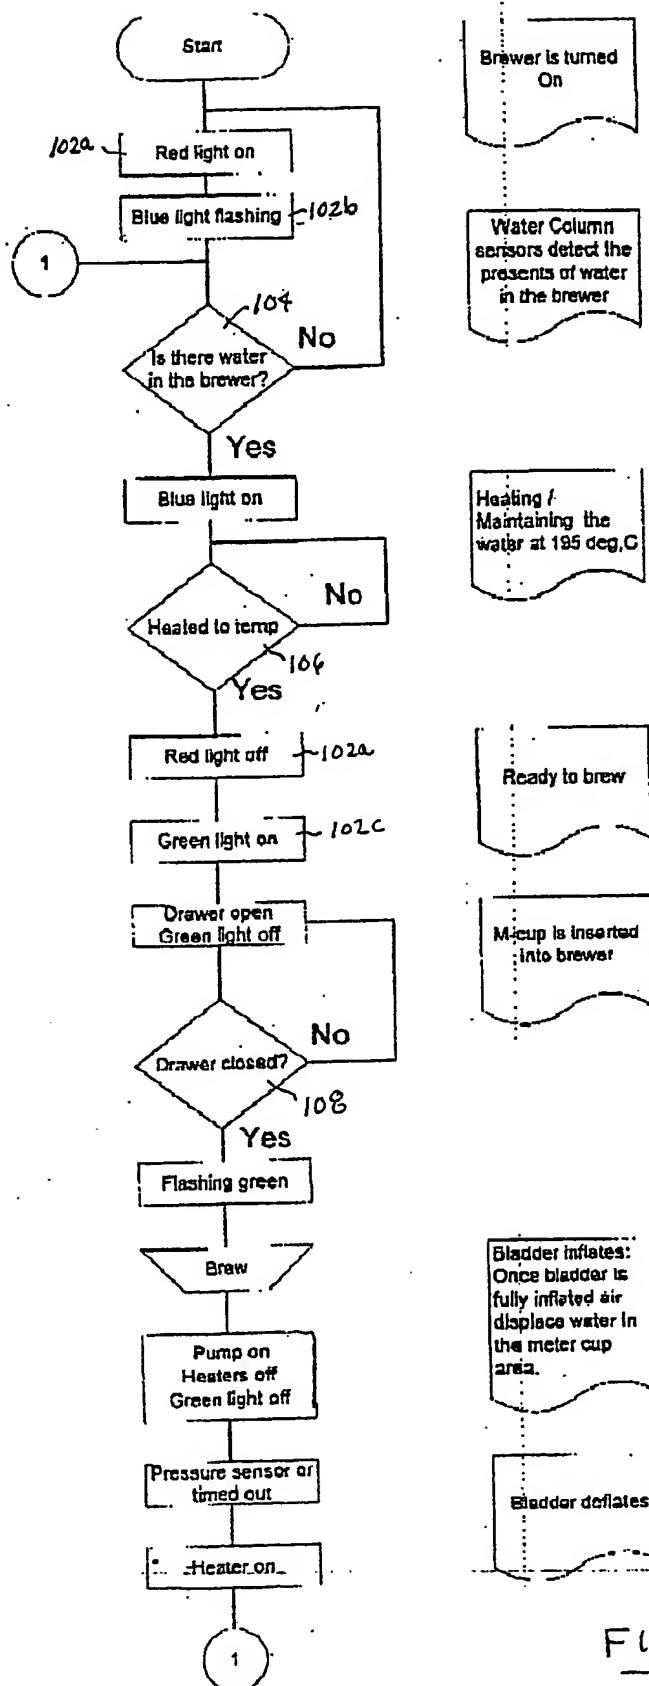 Start
Brewer is turned
On
102a
Red light on
Blue light flashing
102b
1
Water Column
sensors detect the
presents of water
in the brewer
104
No
Is there water
in the brewer?
Yes
Blue light on
Heating /
Maintaining the
water at 195 deg,C
No
Heated to temp
106
Yes
Red light off
102a
Ready to brew
Green light on
102c
Drawer open
Green light off
M-cup is inserted
into brewer
No
Drawer closed?
108
Yes
Flashing green
Brew
Bladder inflates:
Once bladder is
fully inflated air
displace water in
the meter cup
area.
Pump on
Heaters off
Green light off
Pressure sensor or
timed out
Bladder deflates
Heater on
1